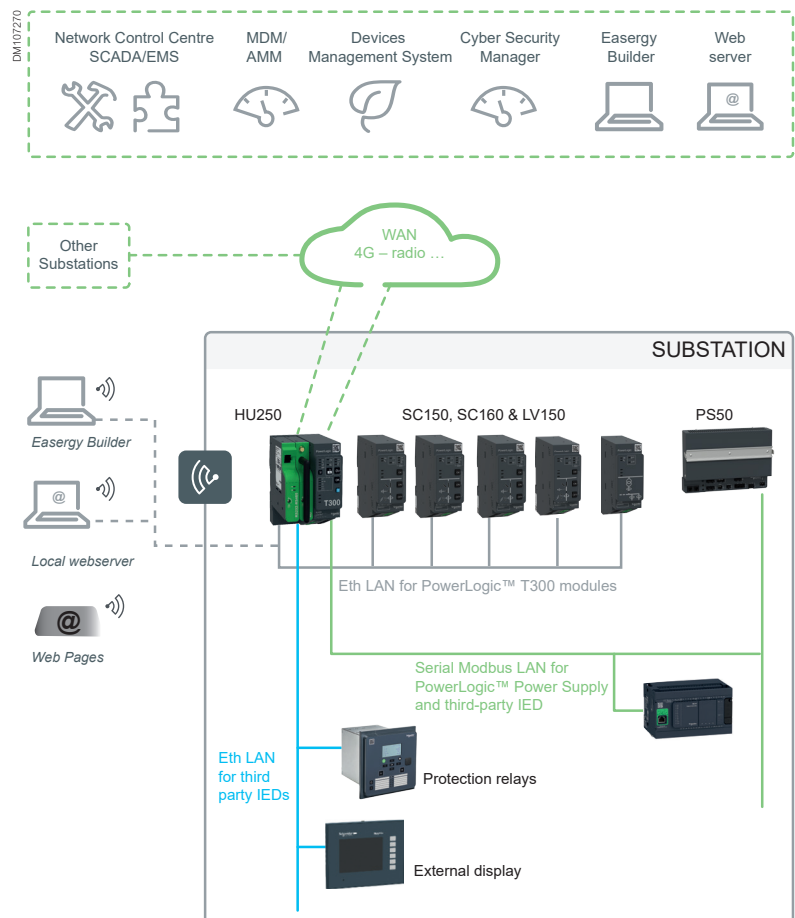 DM107270
Network Control Centre
SCADA/EMS
MDM/
AMM
Devices
Management System
Cyber Security
Manager
Easergy
Builder
Web
server
@
Other
Substations
WAN
4G – radio …
SUBSTATION
HU250
SC150, SC160 & LV150
PS50
T300
Easergy Builder
@
Local webserver
@
Web Pages
Eth LAN for PowerLogic™ T300 modules
Serial Modbus LAN for
PowerLogic™ Power Supply
and third-party IED
Eth LAN
for third
party IEDs
Protection relays
External display